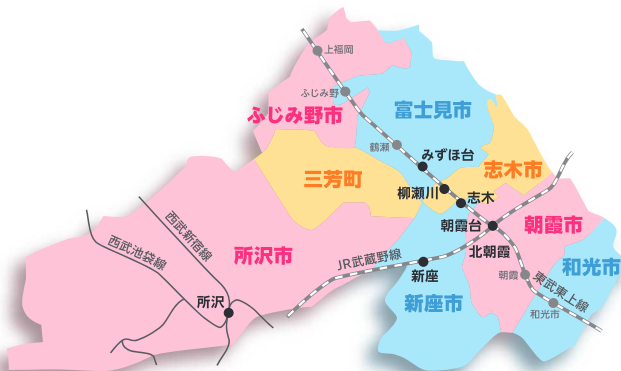 上福岡
ふじみ野
ふじみ野市
富士見市
鶴瀬
みずほ台
志木市
三芳町
柳瀬川
志木
朝霞台
朝霞市
北朝霞
所沢市
西武新宿線
西武池袋線
JR武蔵野線
新座
朝霞
和光市
東武東上線
所沢
新座市
和光市